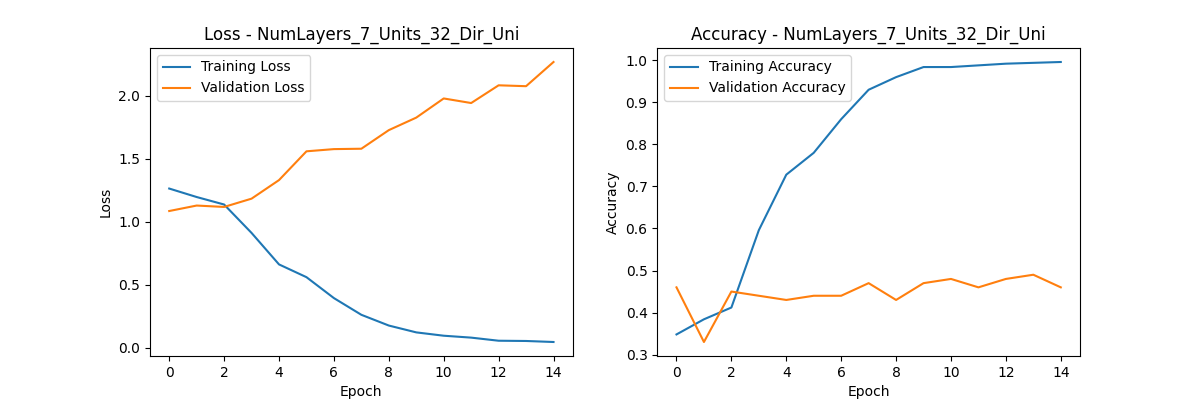 Loss - NumLayers_7_Units_32_Dir_Uni
Training Loss
Validation Loss
2.0
1.5
1.0
0.5
0.0
Loss
0 2 4 6 8 10 12 14
Epoch
Accuracy - NumLayers_7_Units_32_Dir_Uni
Training Accuracy
Validation Accuracy
1.0
0.9
0.8
0.7
0.6
0.5
0.4
0.3
Accuracy
0 2 4 6 8 10 12 14
Epoch